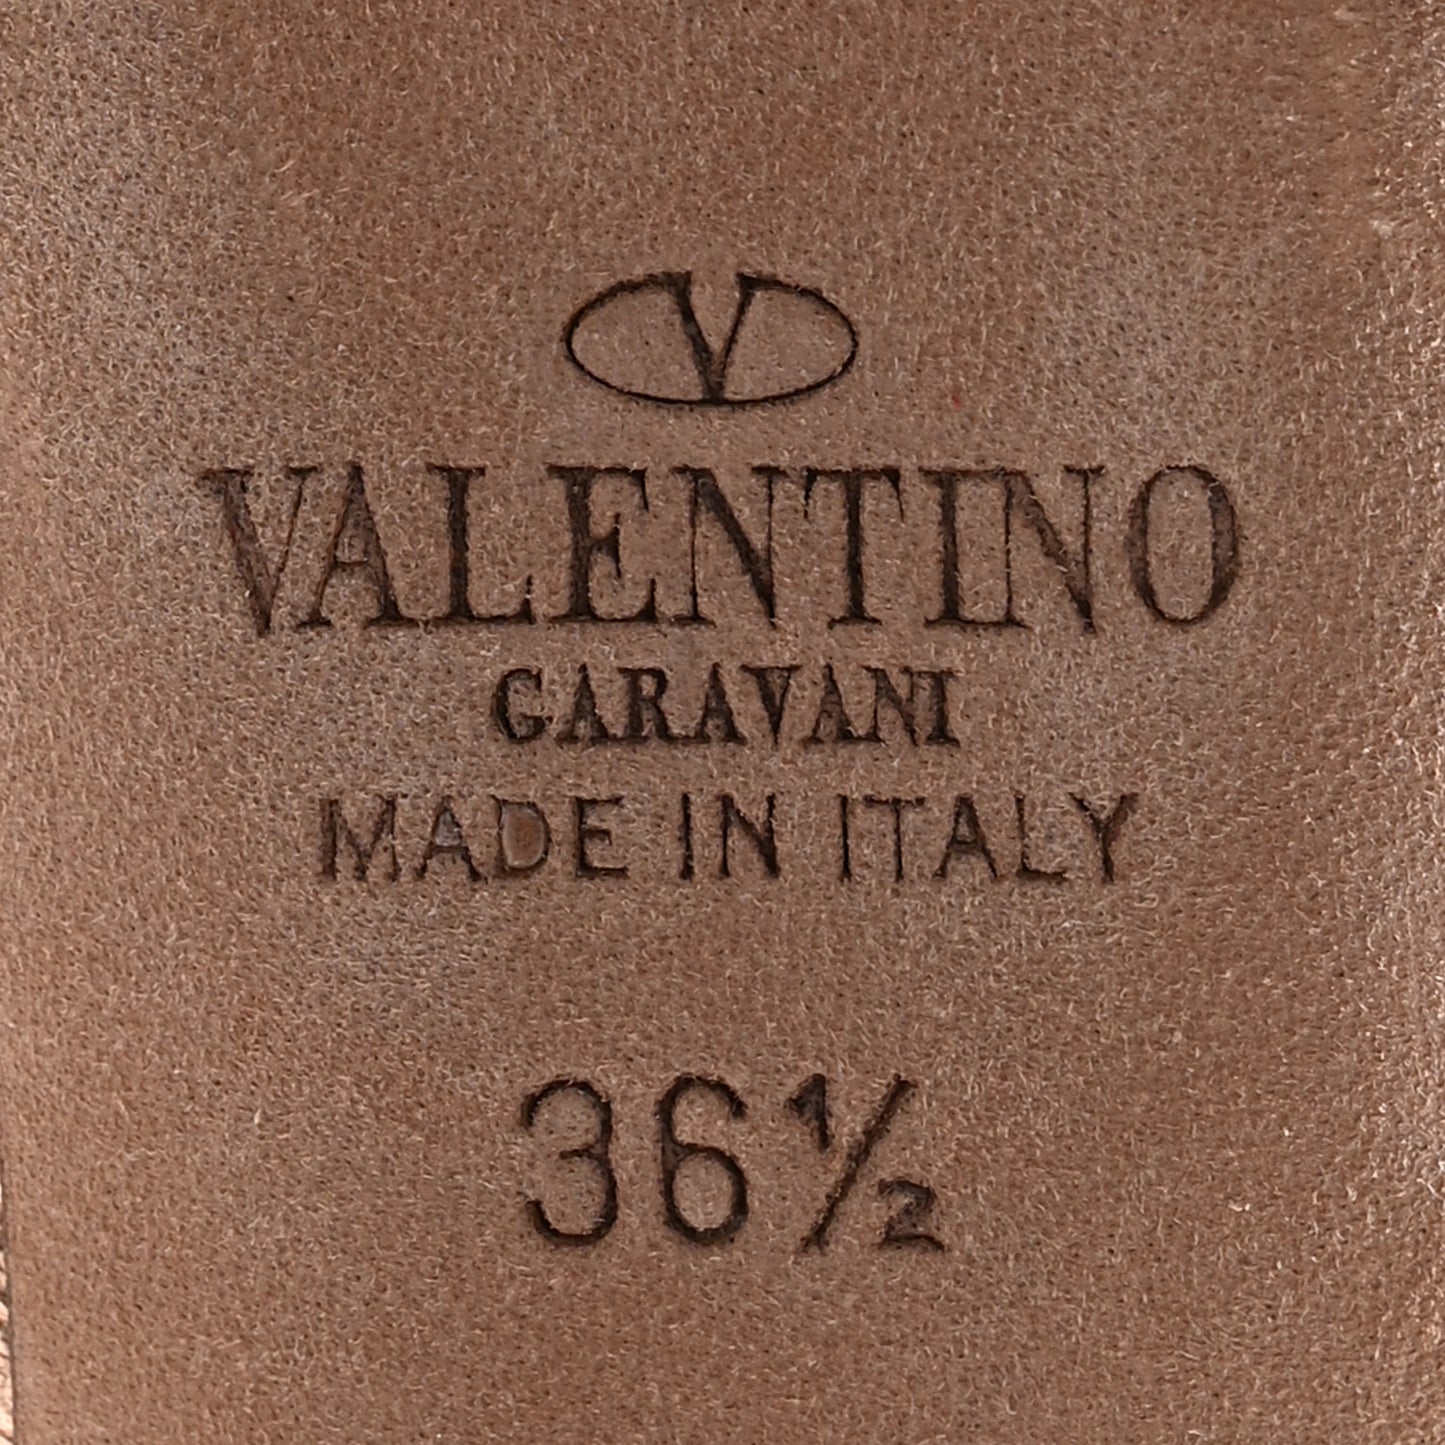 V
VALENTINO
GARAVANI
MADE IN ITALY
36½